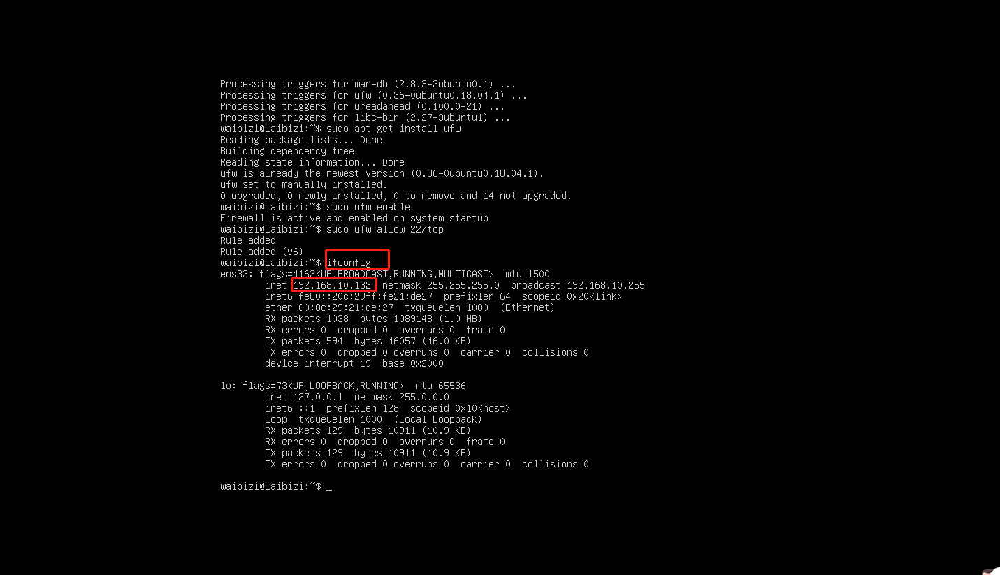 Processing triggers for man-db (2.8.3-2ubuntu0.1) ...
Processing triggers for ufw (0.36-0ubuntu0.18.04.1) ...
Processing triggers for ureadahead (0.100.0-21) ...
Processing triggers for libc-bin (2.27-3ubuntu1) ...
waibizi@waibizi:~$ sudo apt-get install ufw
Reading package lists... Done
Building dependency tree
Reading state information... Done
ufw is already the newest version (0.36-0ubuntu0.18.04.1).
ufw set to manually installed.
0 upgraded, 0 newly installed, 0 to remove and 14 not upgraded.
waibizi@waibizi:~$ sudo ufw enable
Firewall is active and enabled on system startup
waibizi@waibizi:~$ sudo ufw allow 22/tcp
Rule added
Rule added (v6)
waibizi@waibizi:~$ ifconfig
ens33: flags=4163<UP,BROADCAST,RUNNING,MULTICAST>  mtu 1500
        inet 192.168.10.132  netmask 255.255.255.0  broadcast 192.168.10.255
        inet6 fe80::20c:29ff:fe21:de27  prefixlen 64  scopeid 0x20<link>
        ether 00:0c:29:21:de:27  txqueuelen 1000  (Ethernet)
        RX packets 1038  bytes 1089148 (1.0 MB)
        RX errors 0  dropped 0  overruns 0  frame 0
        TX packets 594  bytes 46057 (46.0 KB)
        TX errors 0  dropped 0 overruns 0  carrier 0  collisions 0
        device interrupt 19  base 0x2000
lo: flags=73<UP,LOOPBACK,RUNNING>  mtu 65536
        inet 127.0.0.1  netmask 255.0.0.0
        inet6 ::1  prefixlen 128  scopeid 0x10<host>
        loop  txqueuelen 1000  (Local Loopback)
        RX packets 129  bytes 10911 (10.9 KB)
        RX errors 0  dropped 0  overruns 0  frame 0
        TX packets 129  bytes 10911 (10.9 KB)
        TX errors 0  dropped 0 overruns 0  carrier 0  collisions 0
waibizi@waibizi:~$ _